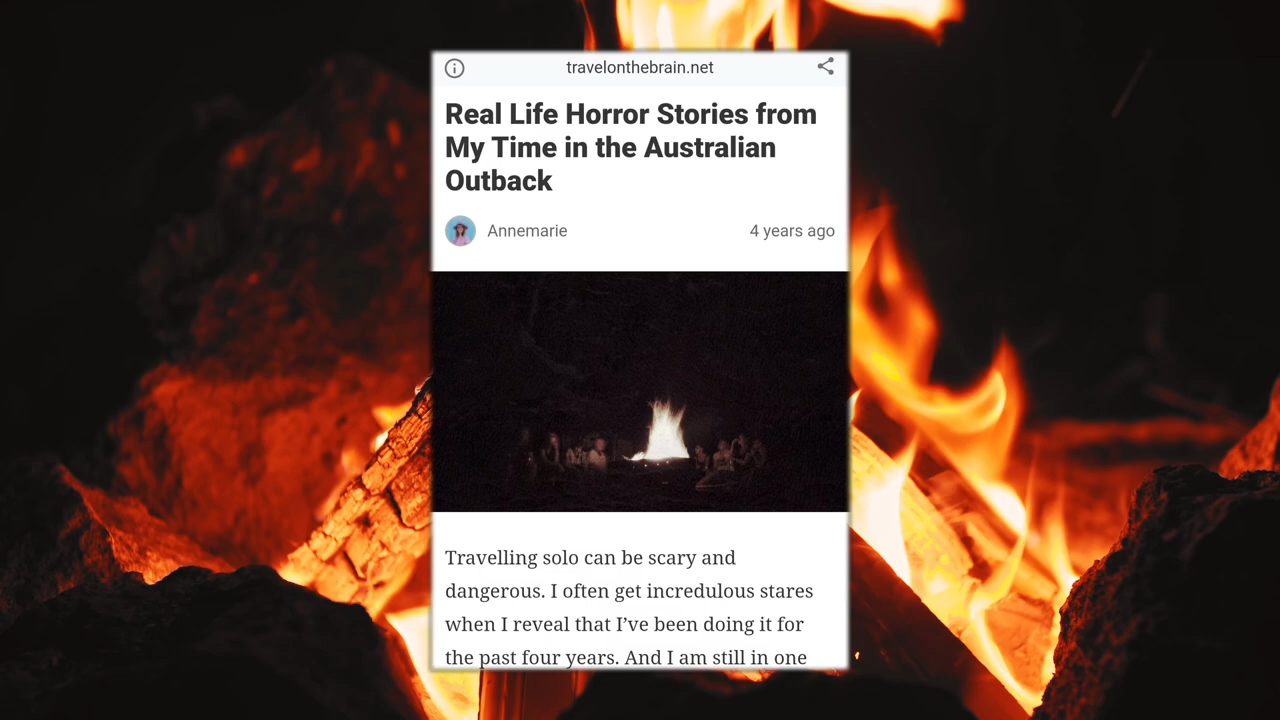 travelonthebrain.net
Real Life Horror Stories from
My Time in the Australian
Outback
Annemarie
4 years ago
Travelling solo can be scary and
dangerous. I often get incredulous stares
when I reveal that I’ve been doing it for
the past four years. And I am still in one